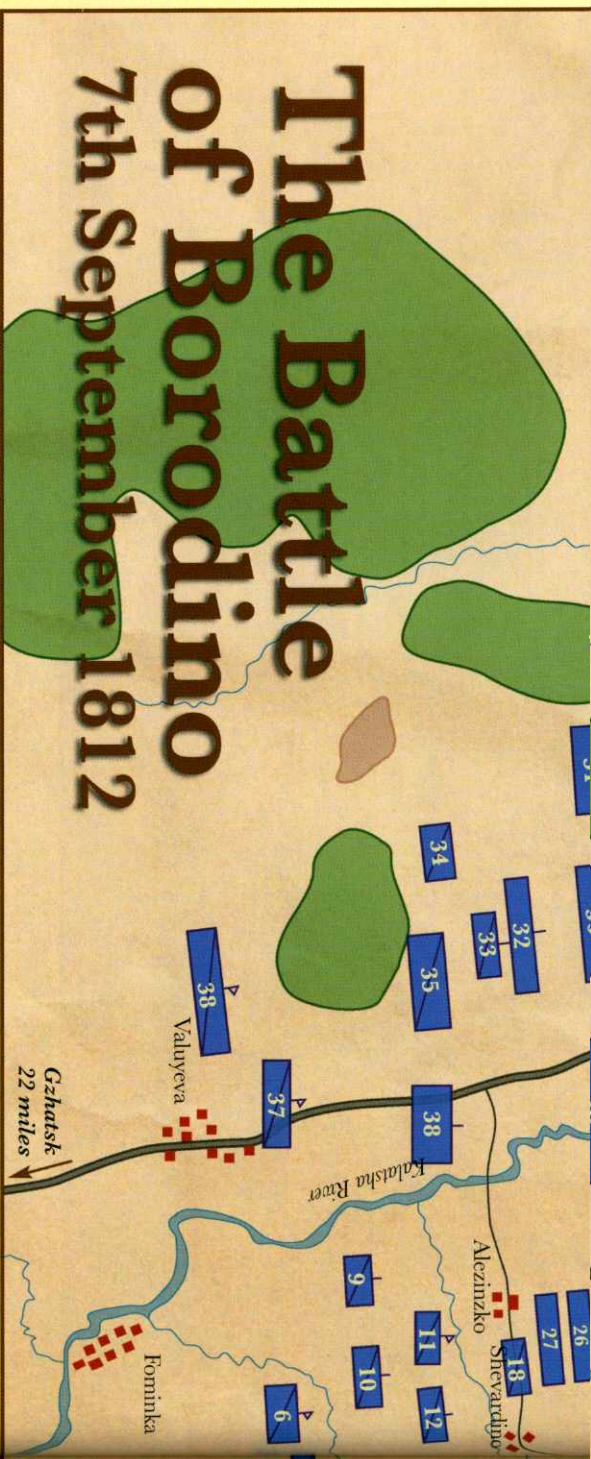 The Battle
of Borodino
7th September 1812
34
32
33
35
38
37
38
Valuyeva
Gzhatsk
22 miles
Kalatsha River
9
10
11
12
6
Alezinzko
Shevardino
18
27
26
Fominka